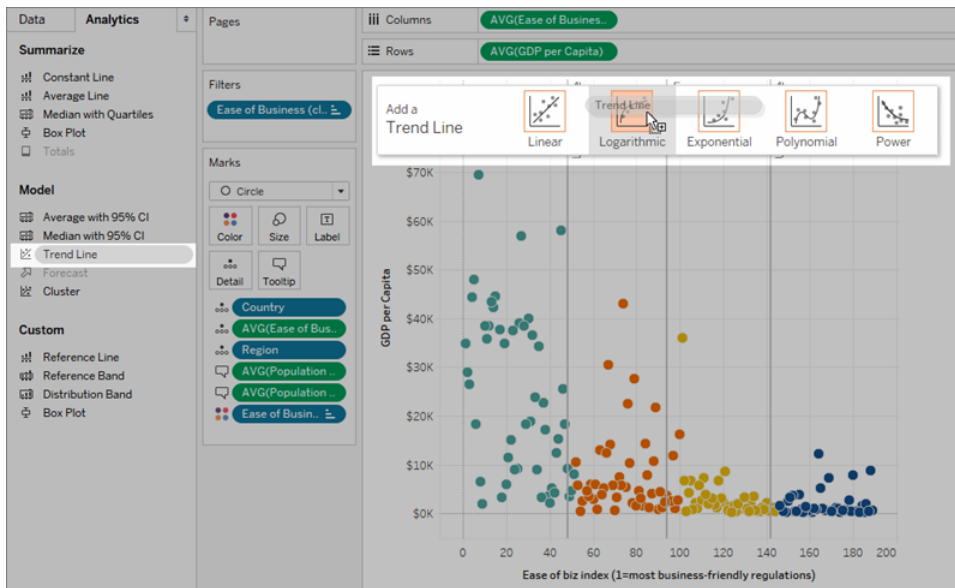 Data
Analytics
Summarize
Constant Line
Average Line
Median with Quartiles
Box Plot
Totals
Model
Average with 95% CI
Median with 95% CI
Trend Line
Forecast
Cluster
Custom
Reference Line
Reference Band
Distribution Band
Box Plot
Pages
Filters
Ease of Business (cl..
Marks
Circle
Color
Size
Label
Detail
Tooltip
Country
AVG(Ease of Bus..
Region
AVG(Population ..
AVG(Population ..
Ease of Busin..
Columns
AVG(Ease of Busines..
Rows
AVG(GDP per Capita)
Add a
Trend Line
Trend Line
Linear
Logarithmic
Exponential
Polynomial
Power
GDP per Capita
$70K
$60K
$50K
$40K
$30K
$20K
$10K
$0K
0 20 40 60 80 100 120 140 160 180 200
Ease of biz index (1=most business-friendly regulations)